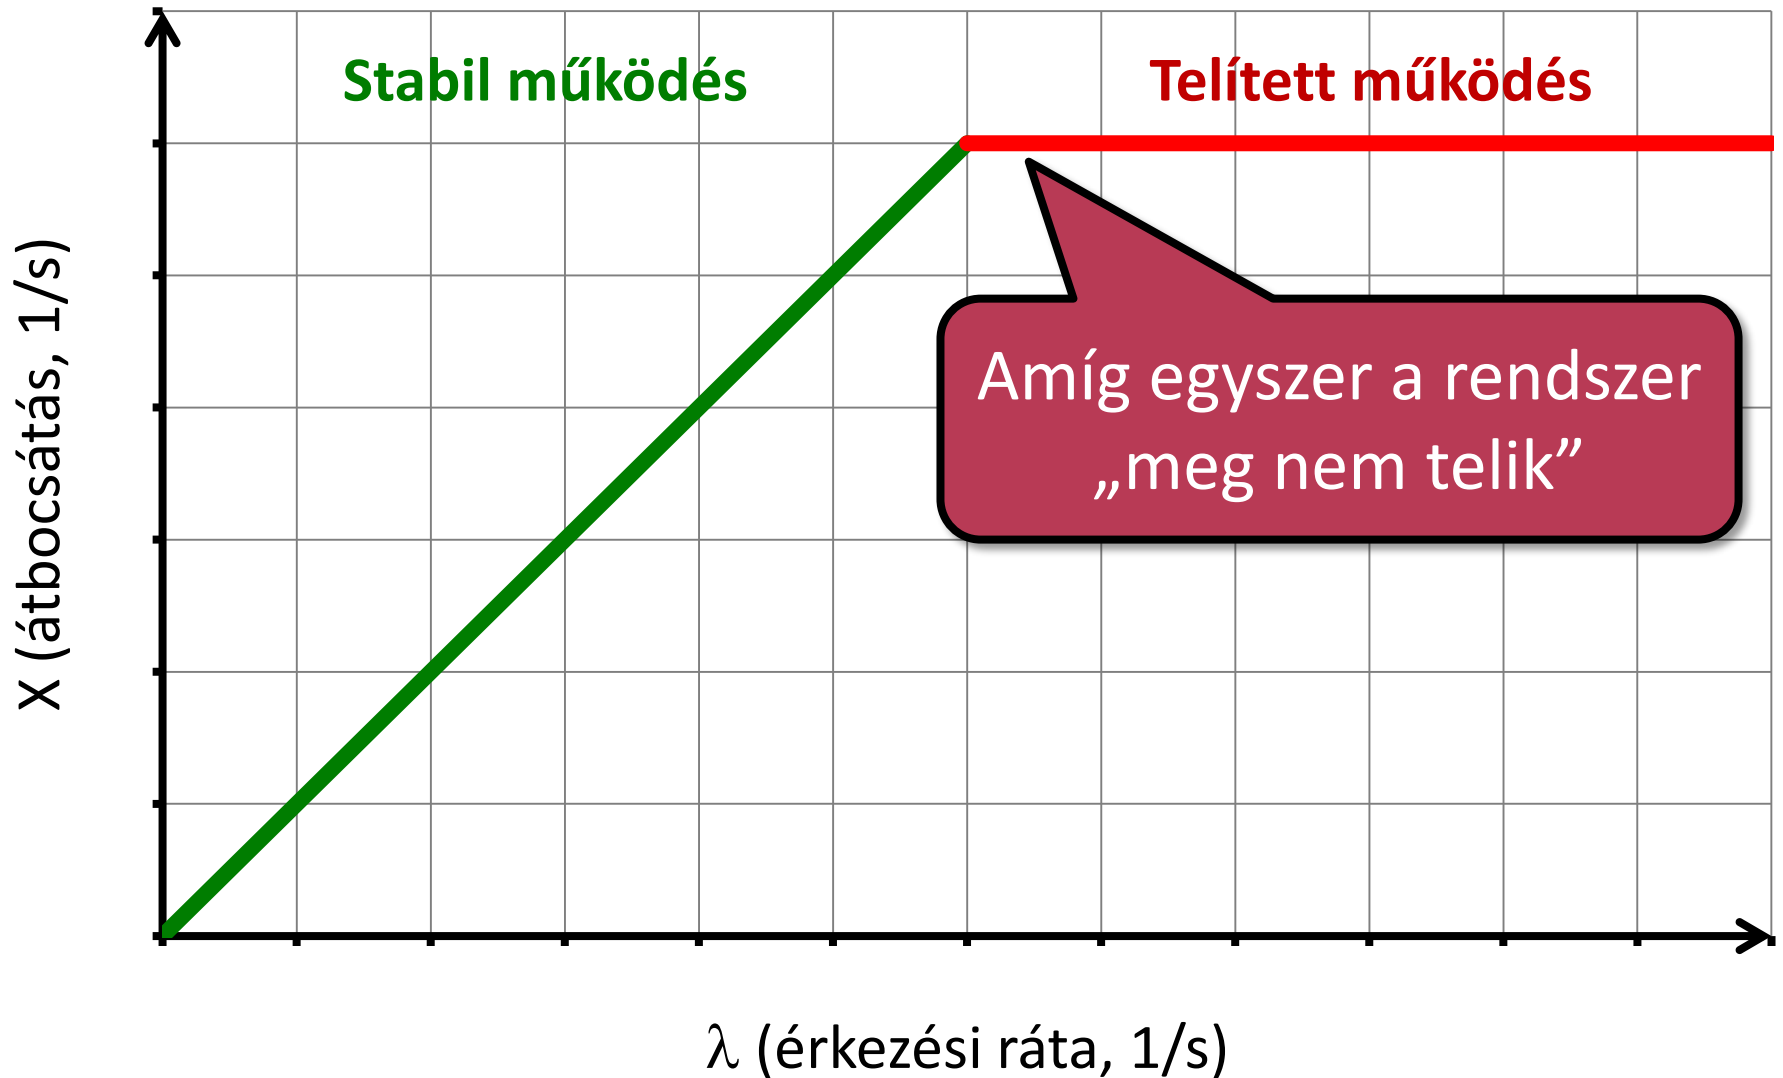 Stabil működés
Telített működés
Amíg egyszer a rendszer
„meg nem telik”
X (átbocsátás, 1/s)
λ (érkezési ráta, 1/s)